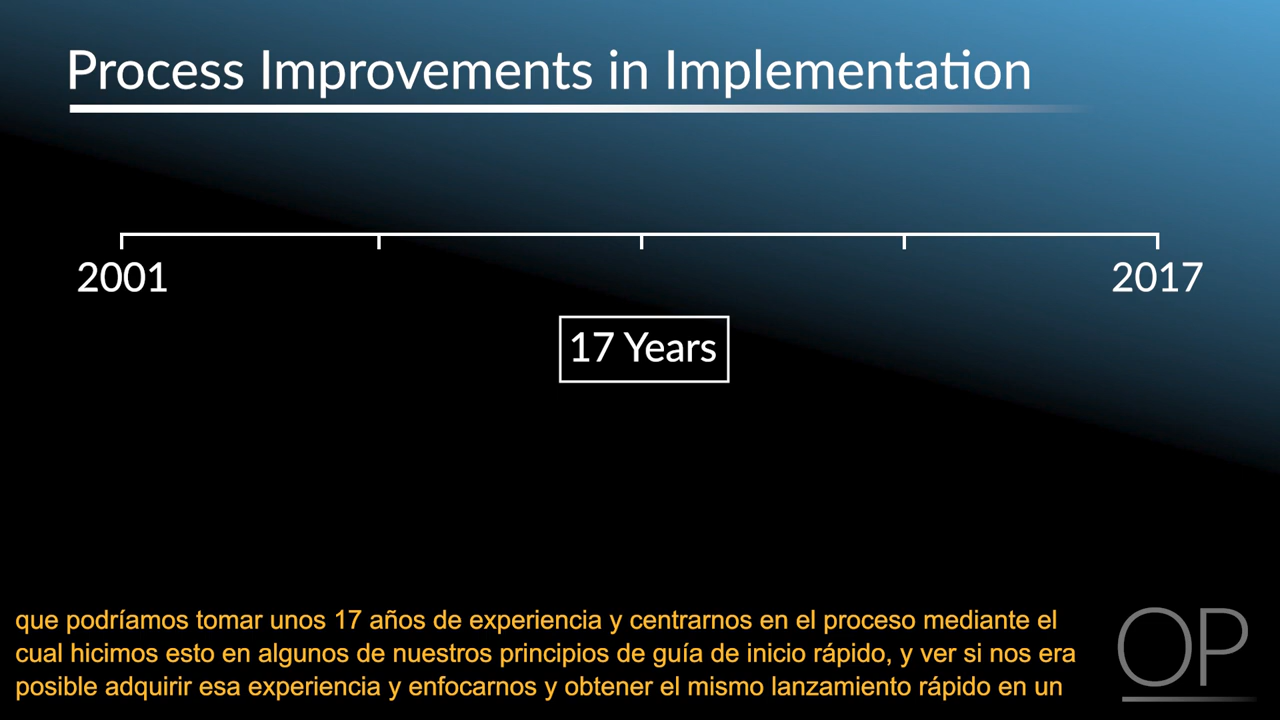 Process Improvements in Implementation
2001
2017
17 Years
que podríamos tomar unos 17 años de experiencia y centrarnos en el proceso mediante el
cual hicimos esto en algunos de nuestros principios de guía de inicio rápido, y ver si nos era
posible adquirir esa experiencia y enfocarnos y obtener el mismo lanzamiento rápido en un
OP